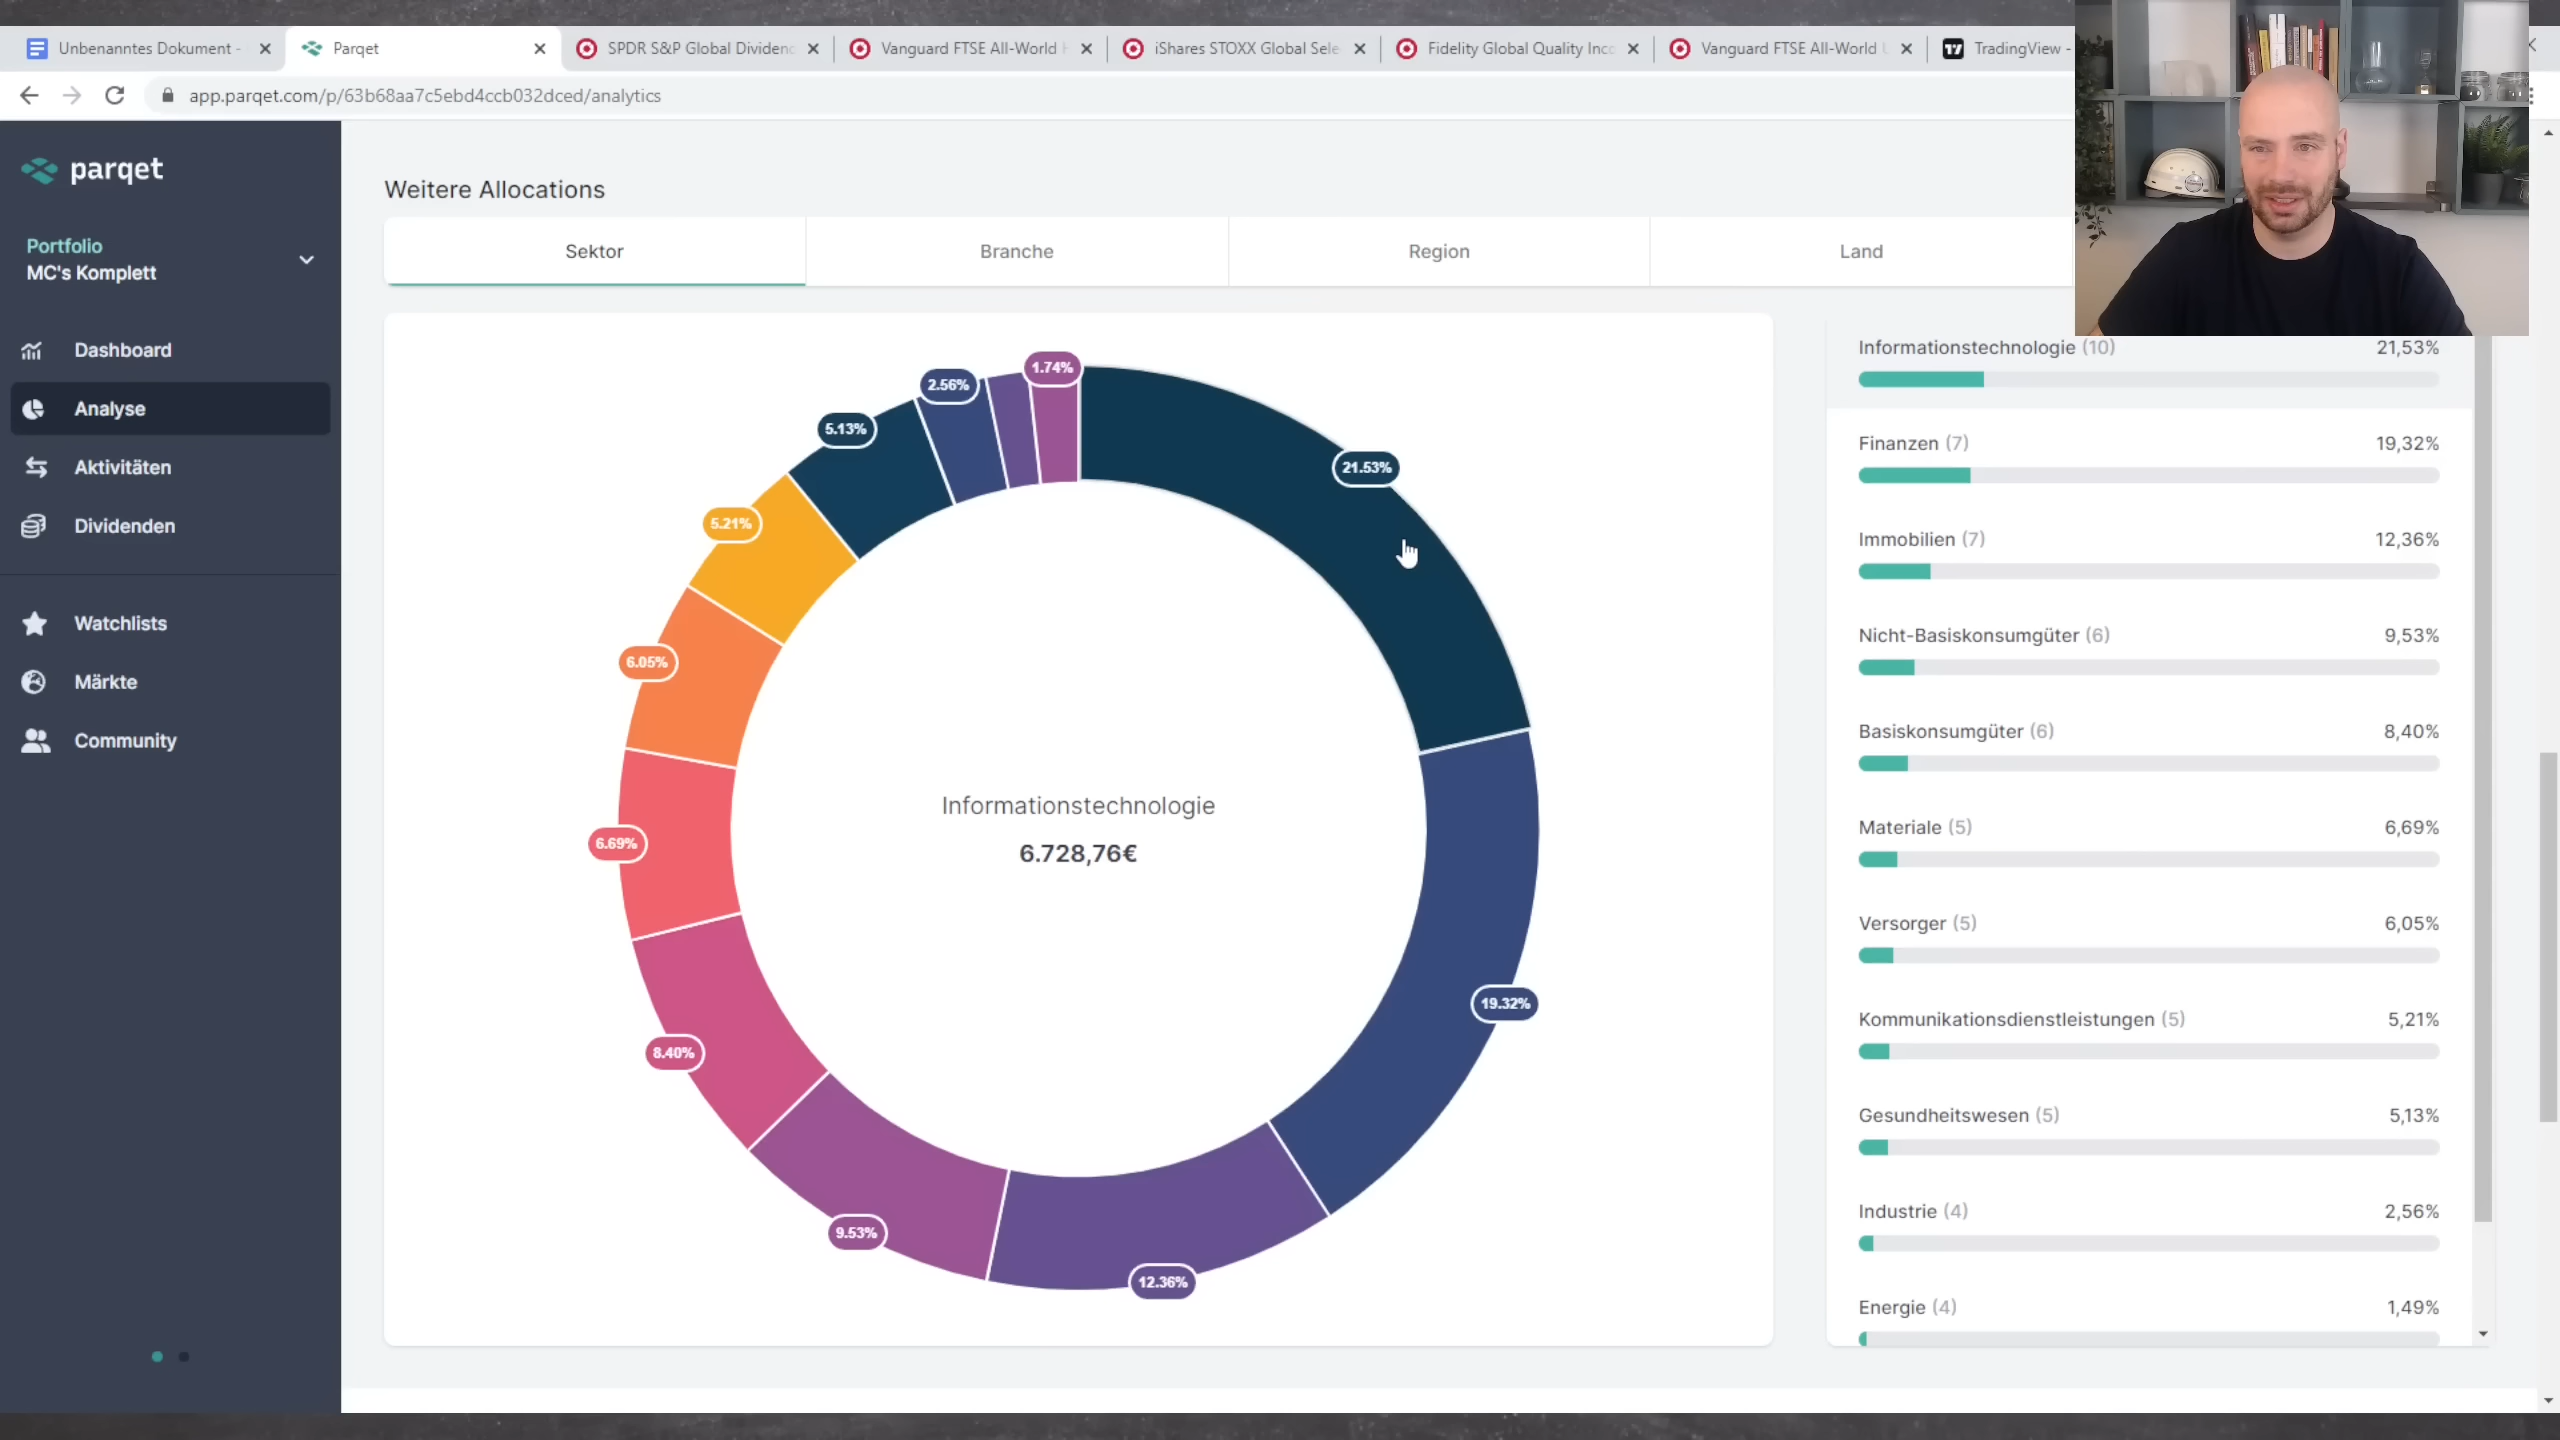 Unbenanntes Dokument -
Parqet
SPDR S&P Global Dividend
Vanguard FTSE All-World
iShares STOXX Global Sele
Fidelity Global Quality Inco
Vanguard FTSE All-World
TradingView -
app.parqet.com/p/63b68aa7c5ebd4ccb032dced/analytics
parqet
Portfolio
MC's Komplett
Dashboard
Analyse
Aktivitäten
Dividenden
Watchlists
Märkte
Community
Weitere Allocations
Sektor
Branche
Region
Land
1.74%
2.56%
5.13%
21.53%
5.21%
6.05%
6.69%
8.40%
9.53%
12.36%
19.32%
Informationstechnologie
6.728,76€
Informationstechnologie (10) 21,53%
Finanzen (7) 19,32%
Immobilien (7) 12,36%
Nicht-Basiskonsumgüter (6) 9,53%
Basiskonsumgüter (6) 8,40%
Materiale (5) 6,69%
Versorger (5) 6,05%
Kommunikationsdienstleistungen (5) 5,21%
Gesundheitswesen (5) 5,13%
Industrie (4) 2,56%
Energie (4) 1,49%